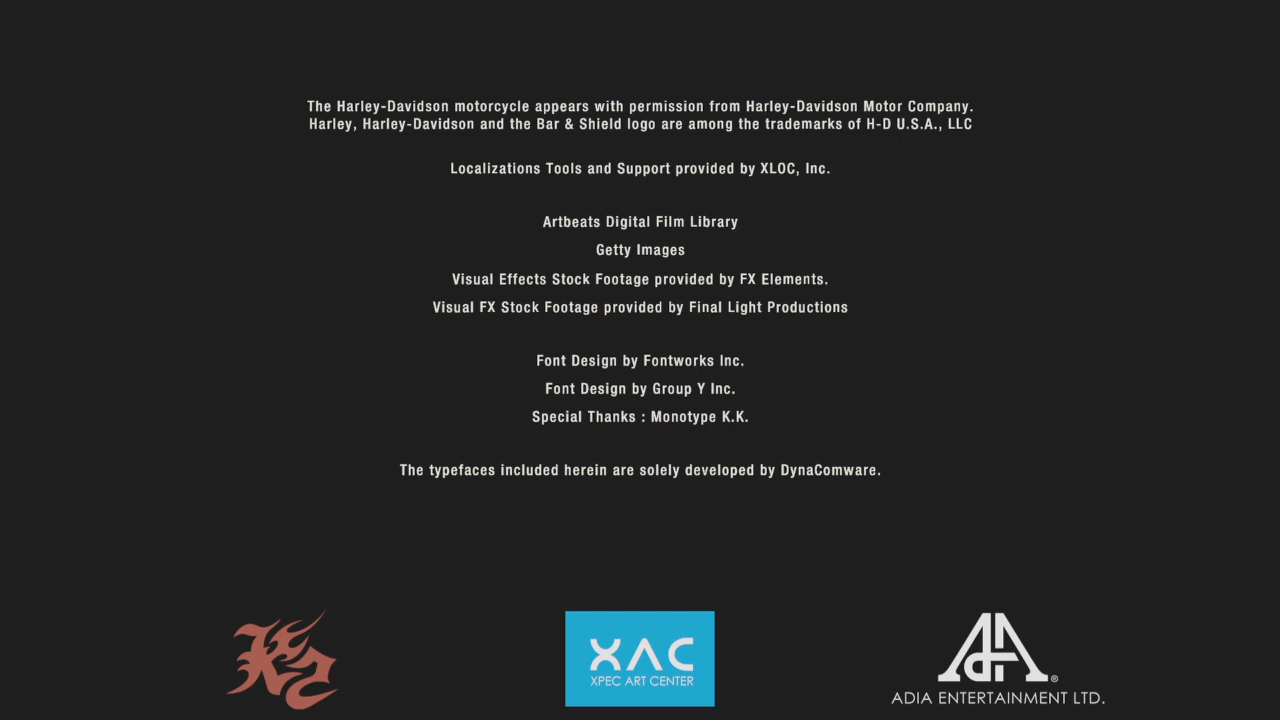 The Harley-Davidson motorcycle appears with permission from Harley-Davidson Motor Company.
Harley, Harley-Davidson and the Bar & Shield logo are among the trademarks of H-D U.S.A., LLC
Localizations Tools and Support provided by XLOC, Inc.
Artbeats Digital Film Library
Getty Images
Visual Effects Stock Footage provided by FX Elements.
Visual FX Stock Footage provided by Final Light Productions
Font Design by Fontworks Inc.
Font Design by Group Y Inc.
Special Thanks : Monotype K.K.
The typefaces included herein are solely developed by DynaComware.
XAC
XPEC ART CENTER
®
ADIA ENTERTAINMENT LTD.